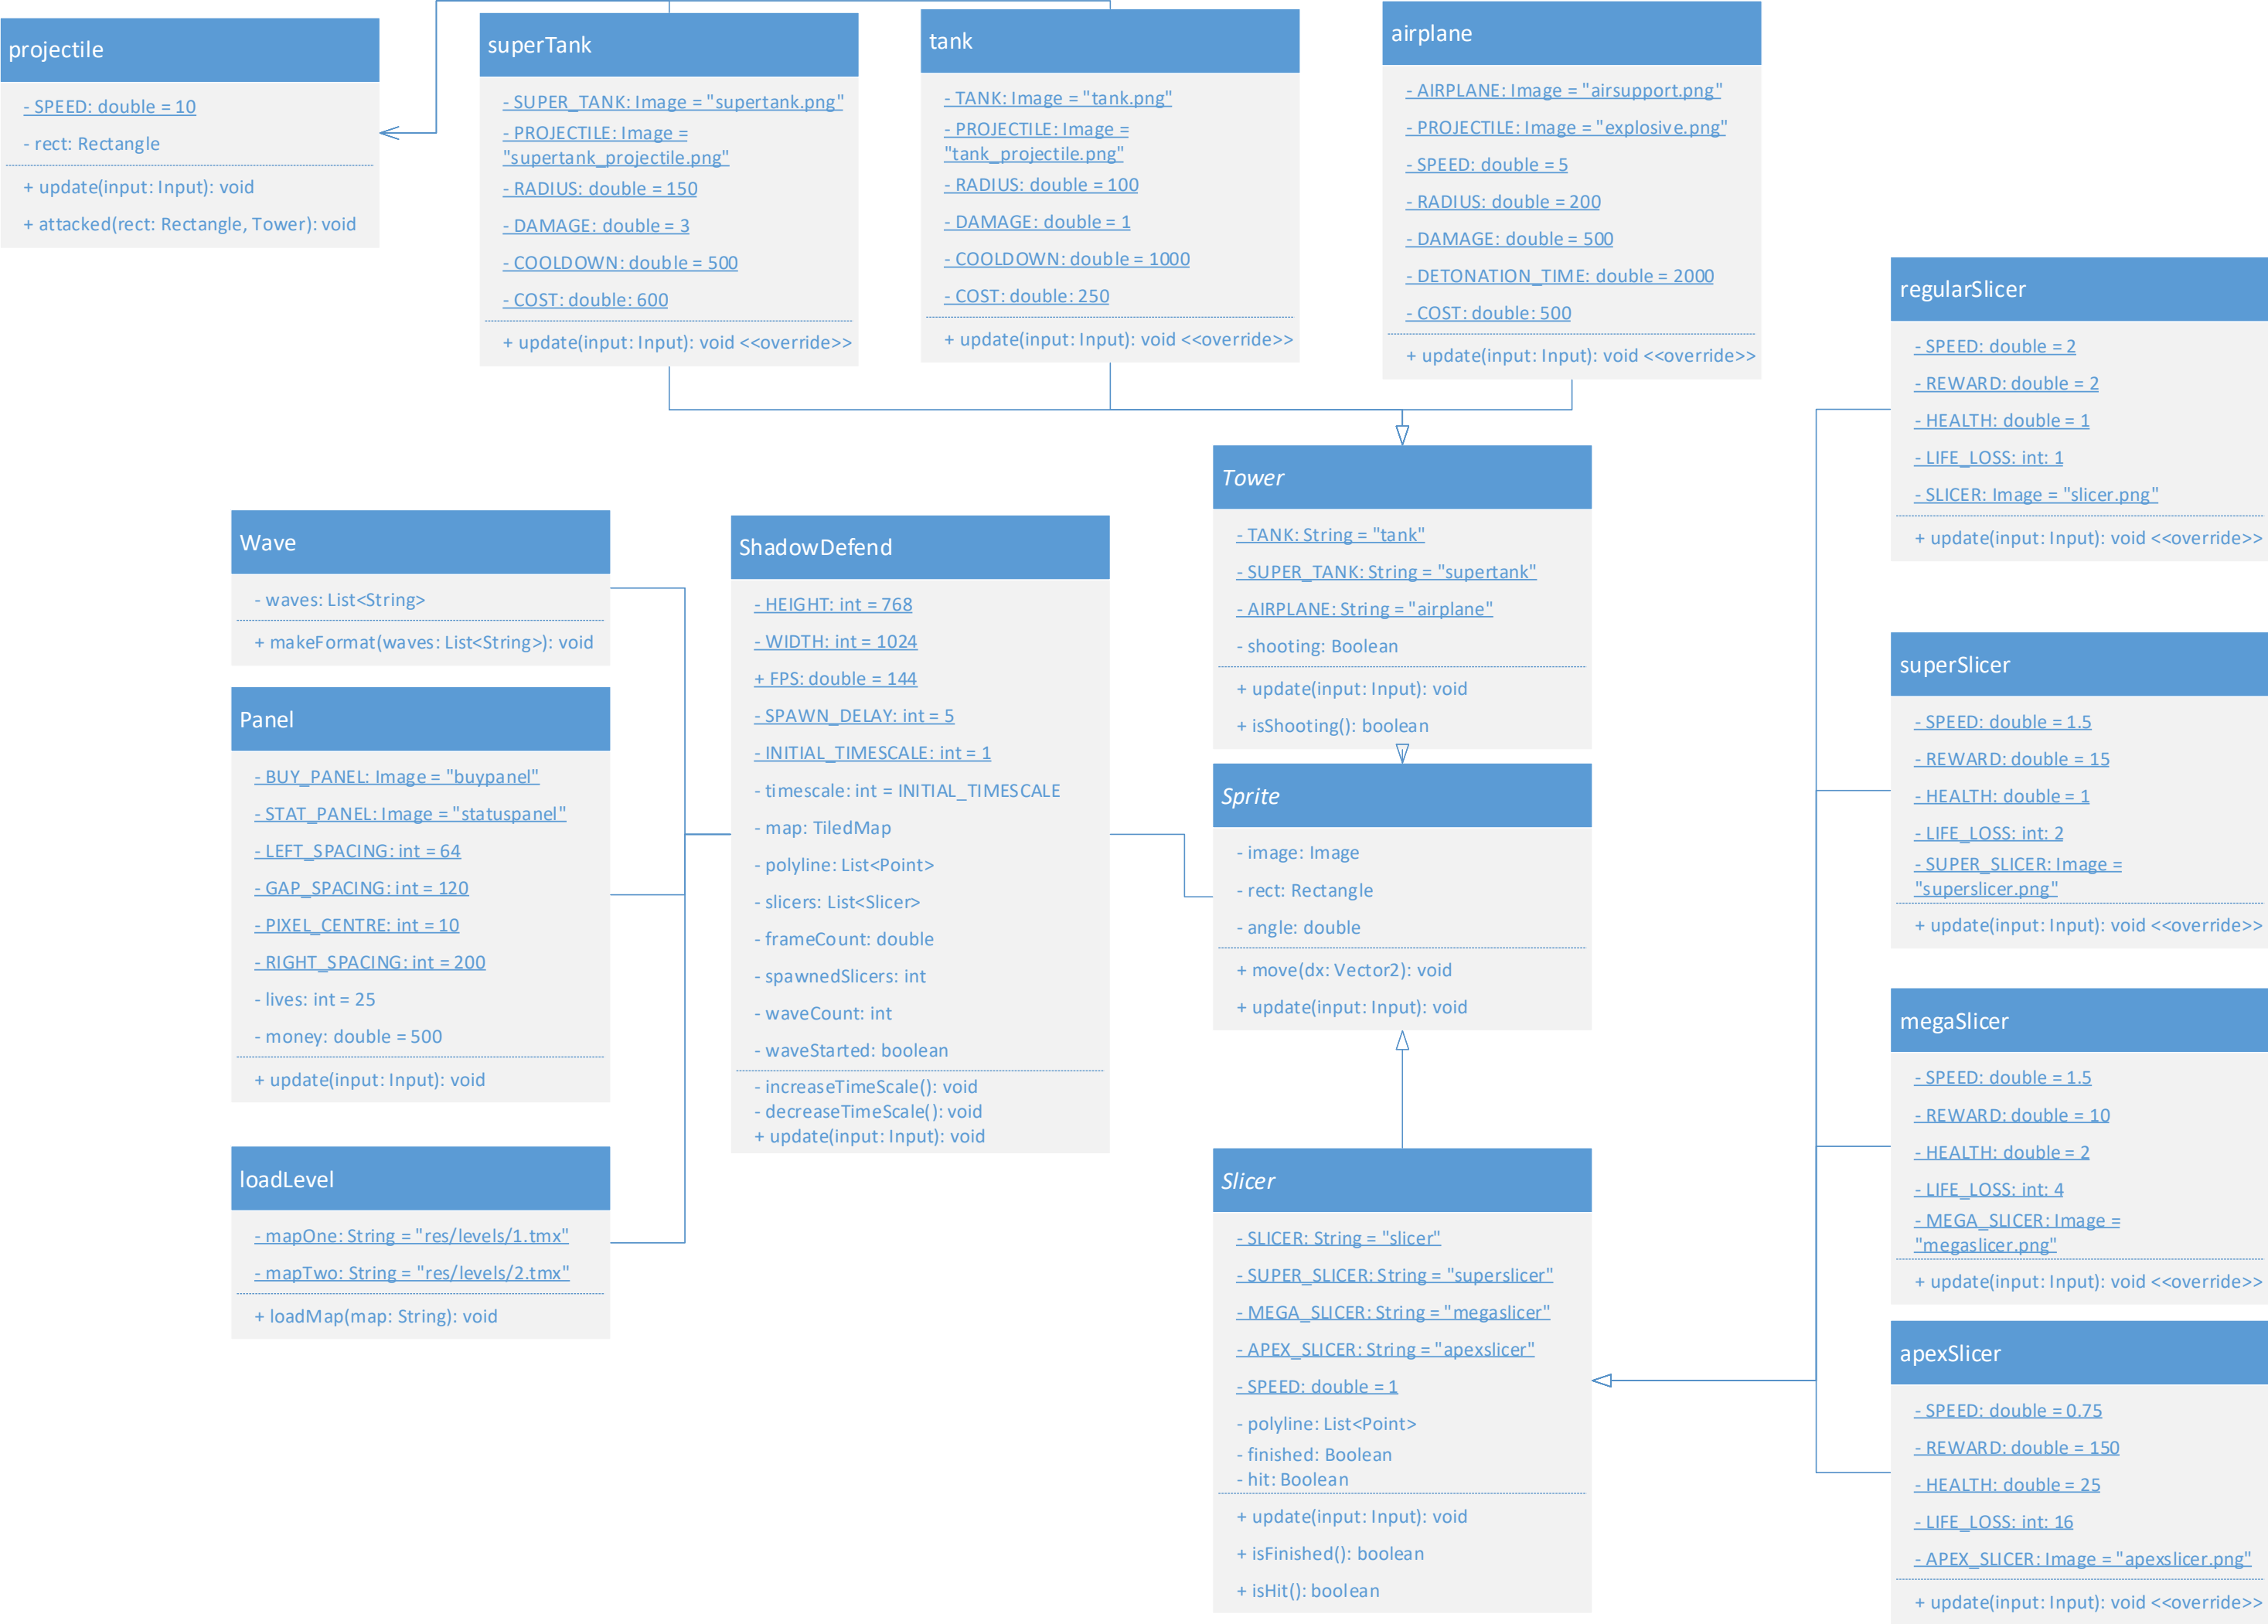 projectile
- SPEED: double = 10
- rect: Rectangle
+ update(input: Input): void
+ attacked(rect: Rectangle, Tower): void
superTank
- SUPER_TANK: Image = "supertank.png"
- PROJECTILE: Image =
"supertank_projectile.png"
- RADIUS: double = 150
- DAMAGE: double = 3
- COOLDOWN: double = 500
- COST: double: 600
+ update(input: Input): void <<override>>
tank
- TANK: Image = "tank.png"
- PROJECTILE: Image =
"tank_projectile.png"
- RADIUS: double = 100
- DAMAGE: double = 1
- COOLDOWN: double = 1000
- COST: double: 250
+ update(input: Input): void <<override>>
airplane
- AIRPLANE: Image = "airsupport.png"
- PROJECTILE: Image = "explosive.png"
- SPEED: double = 5
- RADIUS: double = 200
- DAMAGE: double = 500
- DETONATION_TIME: double = 2000
- COST: double: 500
+ update(input: Input): void <<override>>
Wave
- waves: List<String>
+ makeFormat(waves: List<String>): void
Panel
- BUY_PANEL: Image = "buypanel"
- STAT_PANEL: Image = "statuspanel"
- LEFT_SPACING: int = 64
- GAP_SPACING: int = 120
- PIXEL_CENTRE: int = 10
- RIGHT_SPACING: int = 200
- lives: int = 25
- money: double = 500
+ update(input: Input): void
loadLevel
- mapOne: String = "res/levels/1.tmx"
- mapTwo: String = "res/levels/2.tmx"
+ loadMap(map: String): void
ShadowDefend
- HEIGHT: int = 768
- WIDTH: int = 1024
+ FPS: double = 144
- SPAWN_DELAY: int = 5
- INITIAL_TIMESCALE: int = 1
- timescale: int = INITIAL_TIMESCALE
- map: TiledMap
- polyline: List<Point>
- slicers: List<Slicer>
- frameCount: double
- spawnedSlicers: int
- waveCount: int
- waveStarted: boolean
- increaseTimeScale(): void
- decreaseTimeScale(): void
+ update(input: Input): void
Tower
- TANK: String = "tank"
- SUPER_TANK: String = "supertank"
- AIRPLANE: String = "airplane"
- shooting: Boolean
+ update(input: Input): void
+ isShooting(): boolean
Sprite
- image: Image
- rect: Rectangle
- angle: double
+ move(dx: Vector2): void
+ update(input: Input): void
Slicer
- SLICER: String = "slicer"
- SUPER_SLICER: String = "superslicer"
- MEGA_SLICER: String = "megaslicer"
- APEX_SLICER: String = "apexslicer"
- SPEED: double = 1
- polyline: List<Point>
- finished: Boolean
- hit: Boolean
+ update(input: Input): void
+ isFinished(): boolean
+ isHit(): boolean
regularSlicer
- SPEED: double = 2
- REWARD: double = 2
- HEALTH: double = 1
- LIFE_LOSS: int: 1
- SLICER: Image = "slicer.png"
+ update(input: Input): void <<override>>
superSlicer
- SPEED: double = 1.5
- REWARD: double = 15
- HEALTH: double = 1
- LIFE_LOSS: int: 2
- SUPER_SLICER: Image =
"superslicer.png"
+ update(input: Input): void <<override>>
megaSlicer
- SPEED: double = 1.5
- REWARD: double = 10
- HEALTH: double = 2
- LIFE_LOSS: int: 4
- MEGA_SLICER: Image =
"megaslicer.png"
+ update(input: Input): void <<override>>
apexSlicer
- SPEED: double = 0.75
- REWARD: double = 150
- HEALTH: double = 25
- LIFE_LOSS: int: 16
- APEX_SLICER: Image = "apexslicer.png"
+ update(input: Input): void <<override>>